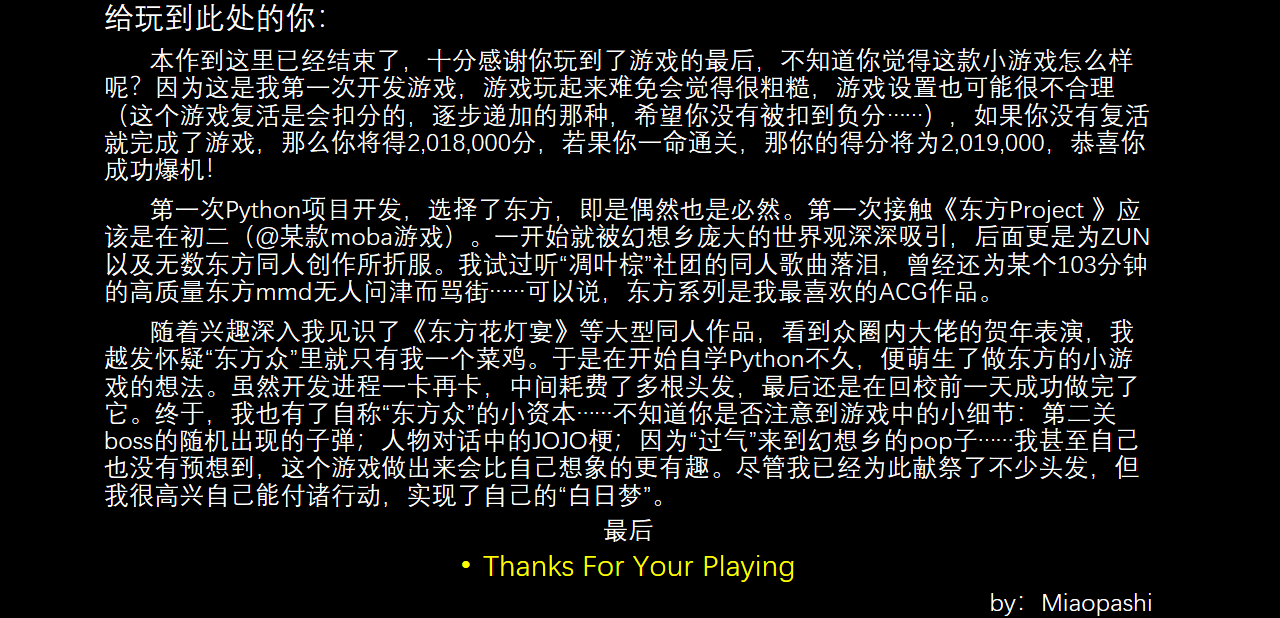 给玩到此处的你：
本作到这里已经结束了，十分感谢你玩到了游戏的最后，不知道你觉得这款小游戏怎么样
呢？因为这是我第一次开发游戏，游戏玩起来难免会觉得很粗糙，游戏设置也可能很不合理
（这个游戏复活是会扣分的，逐步递加的那种，希望你没有被扣到负分……），如果你没有复活
就完成了游戏，那么你将得2,018,000分，若果你一命通关，那你的得分将为2,019,000，恭喜你
成功爆机！
第一次Python项目开发，选择了东方，即是偶然也是必然。第一次接触《东方Project 》应
该是在初二（@某款moba游戏）。一开始就被幻想乡庞大的世界观深深吸引，后面更是为ZUN
以及无数东方同人创作所折服。我试过听“凋叶棕”社团的同人歌曲落泪，曾经还为某个103分钟
的高质量东方mmd无人问津而骂街……可以说，东方系列是我最喜欢的ACG作品。
随着兴趣深入我见识了《东方花灯宴》等大型同人作品，看到众圈内大佬的贺年表演，我
越发怀疑“东方众”里就只有我一个菜鸡。于是在开始自学Python不久，便萌生了做东方的小游
戏的想法。虽然开发进程一卡再卡，中间耗费了多根头发，最后还是在回校前一天成功做完了
它。终于，我也有了自称“东方众”的小资本……不知道你是否注意到游戏中的小细节：第二关
boss的随机出现的子弹；人物对话中的JOJO梗；因为“过气”来到幻想乡的pop子……我甚至自己
也没有预想到，这个游戏做出来会比自己想象的更有趣。尽管我已经为此献祭了不少头发，但
我很高兴自己能付诸行动，实现了自己的“白日梦”。
最后
• Thanks For Your Playing
by：Miaopashi